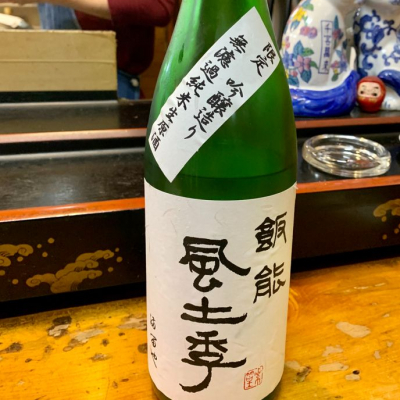 限定
吟醸造り
無濾過純米生原酒
飯能
風土季